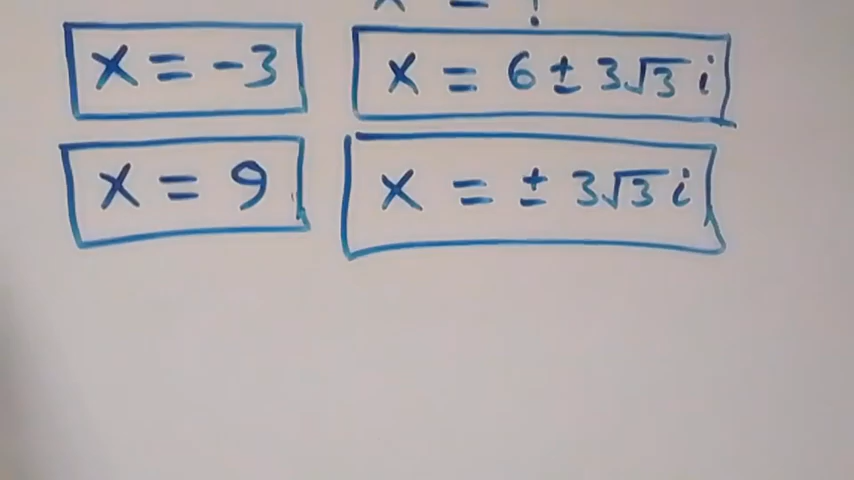 x = ?
x = -3
x = 6 ± 3√3 i
x = 9
x = ± 3√3 i